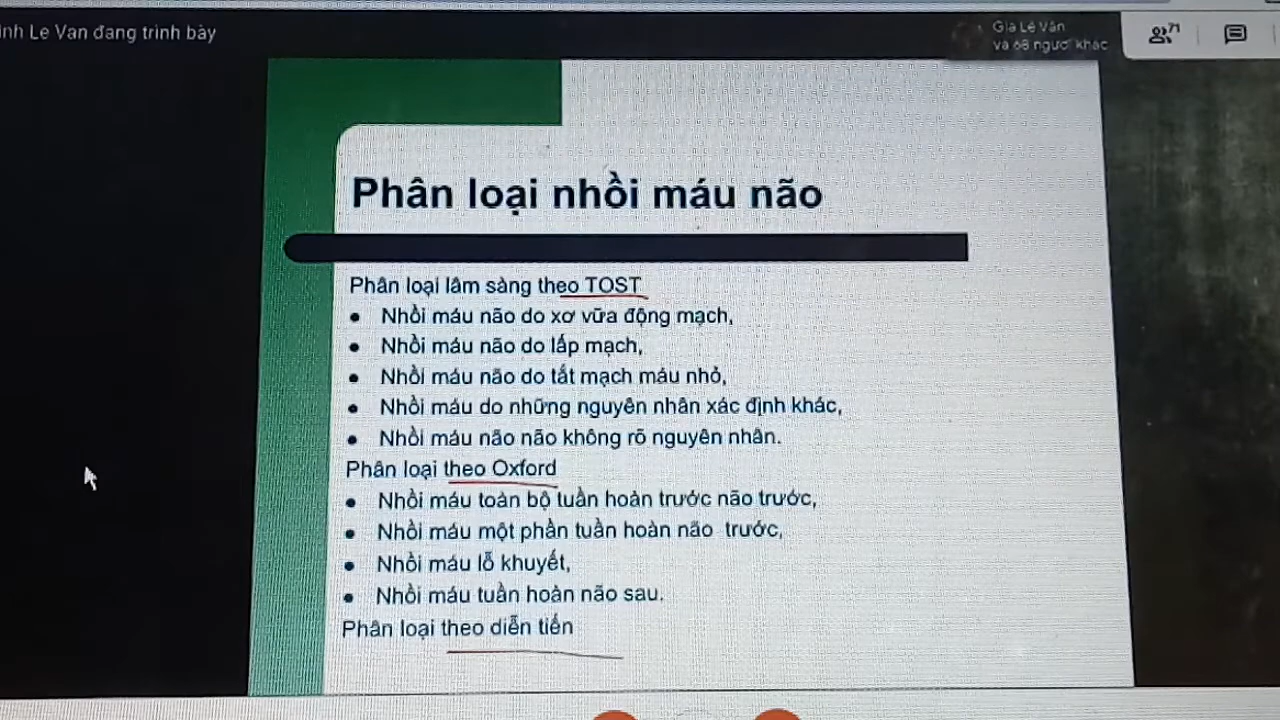 inh Le Van đang trình bày
Gia Lê Văn
và 68 người khác
71
Phân loại nhồi máu não
Phân loại lâm sàng theo TOST
• Nhồi máu não do xơ vữa động mạch,
• Nhồi máu não do lấp mạch,
• Nhồi máu não do tắt mạch máu nhỏ,
• Nhồi máu do những nguyên nhân xác định khác,
• Nhồi máu não não không rõ nguyên nhân.
Phân loại theo Oxford
• Nhồi máu toàn bộ tuần hoàn trước não trước,
• Nhồi máu một phần tuần hoàn não trước,
• Nhồi máu lỗ khuyết,
• Nhồi máu tuần hoàn não sau.
Phân loại theo diễn tiến